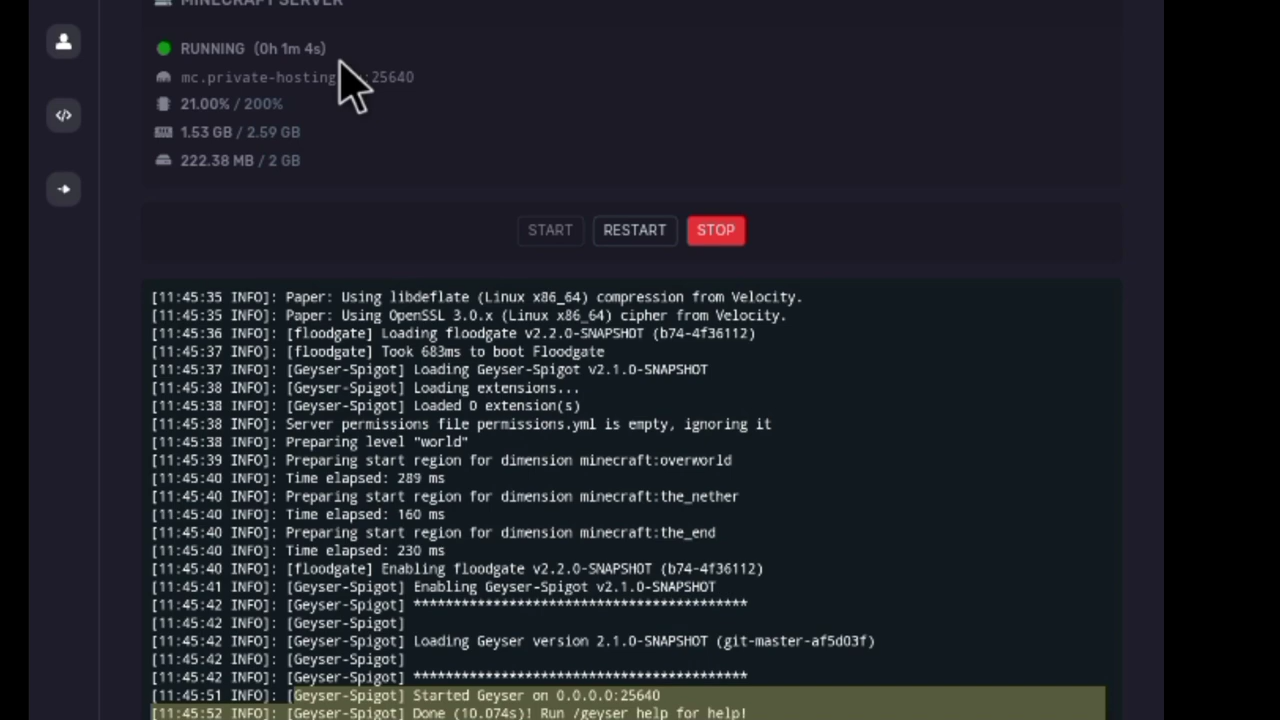 MINECRAFT SERVER
RUNNING (0h 1m 4s)
mc.private-hosting :25640
21.00% / 200%
1.53 GB / 2.59 GB
222.38 MB / 2 GB
START RESTART STOP
[11:45:35 INFO]: Paper: Using libdeflate (Linux x86_64) compression from Velocity.
[11:45:35 INFO]: Paper: Using OpenSSL 3.0.x (Linux x86_64) cipher from Velocity.
[11:45:36 INFO]: [floodgate] Loading floodgate v2.2.0-SNAPSHOT (b74-4f36112)
[11:45:37 INFO]: [floodgate] Took 683ms to boot Floodgate
[11:45:37 INFO]: [Geyser-Spigot] Loading Geyser-Spigot v2.1.0-SNAPSHOT
[11:45:38 INFO]: [Geyser-Spigot] Loading extensions...
[11:45:38 INFO]: [Geyser-Spigot] Loaded 0 extension(s)
[11:45:38 INFO]: Server permissions file permissions.yml is empty, ignoring it
[11:45:38 INFO]: Preparing level "world"
[11:45:39 INFO]: Preparing start region for dimension minecraft:overworld
[11:45:40 INFO]: Time elapsed: 289 ms
[11:45:40 INFO]: Preparing start region for dimension minecraft:the_nether
[11:45:40 INFO]: Time elapsed: 160 ms
[11:45:40 INFO]: Preparing start region for dimension minecraft:the_end
[11:45:40 INFO]: Time elapsed: 230 ms
[11:45:40 INFO]: [floodgate] Enabling floodgate v2.2.0-SNAPSHOT (b74-4f36112)
[11:45:41 INFO]: [Geyser-Spigot] Enabling Geyser-Spigot v2.1.0-SNAPSHOT
[11:45:42 INFO]: [Geyser-Spigot] ******************************************
[11:45:42 INFO]: [Geyser-Spigot]
[11:45:42 INFO]: [Geyser-Spigot] Loading Geyser version 2.1.0-SNAPSHOT (git-master-af5d03f)
[11:45:42 INFO]: [Geyser-Spigot]
[11:45:42 INFO]: [Geyser-Spigot] ******************************************
[11:45:51 INFO]: [Geyser-Spigot] Started Geyser on 0.0.0.0:25640
[11:45:52 INFO]: [Geyser-Spigot] Done (10.074s)! Run /geyser help for help!